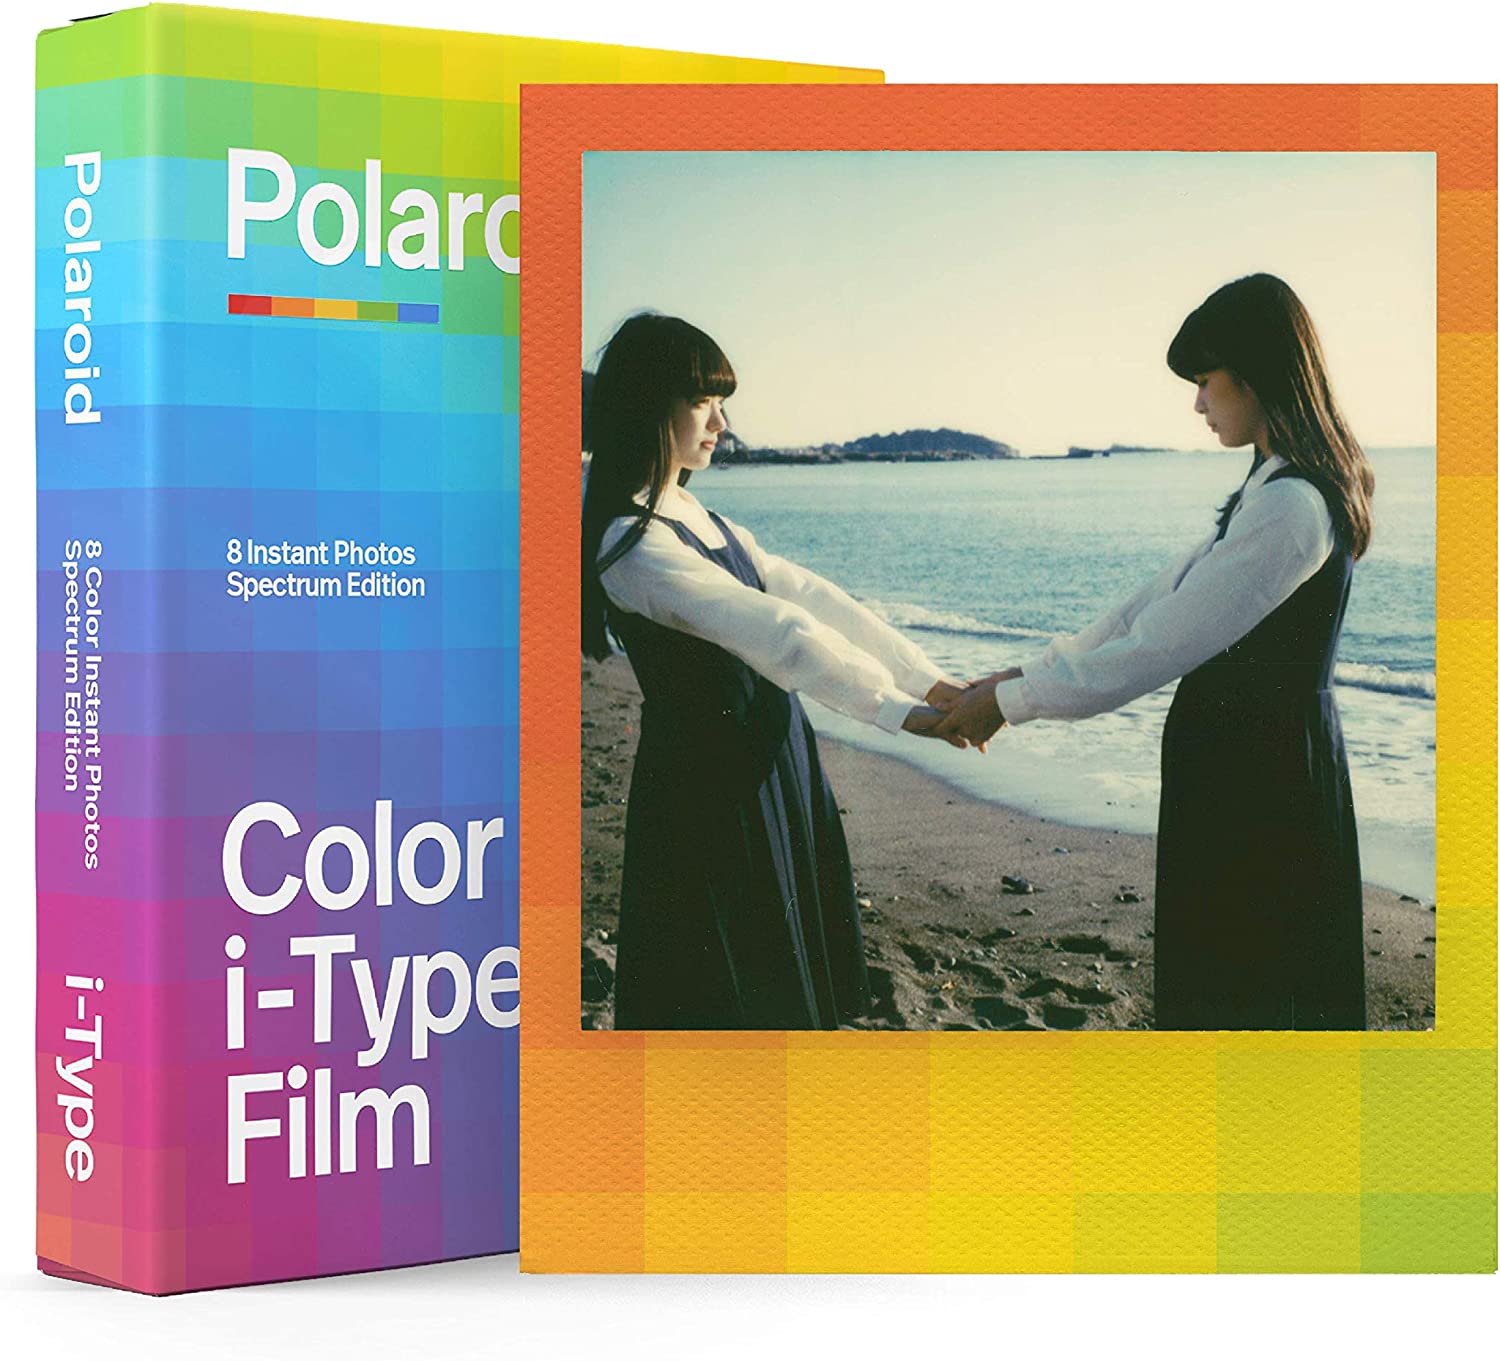 Polaroid
8 Color Instant Photos
Spectrum Edition
i-Type
Polaro
8 Instant Photos
Spectrum Edition
Color
i-Type
Film